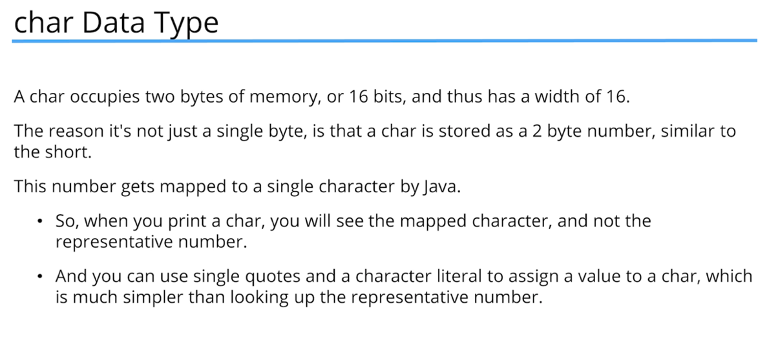 char Data Type
A char occupies two bytes of memory, or 16 bits, and thus has a width of 16.
The reason it's not just a single byte, is that a char is stored as a 2 byte number, similar to
the short.
This number gets mapped to a single character by Java.
• So, when you print a char, you will see the mapped character, and not the
representative number.
• And you can use single quotes and a character literal to assign a value to a char, which
is much simpler than looking up the representative number.